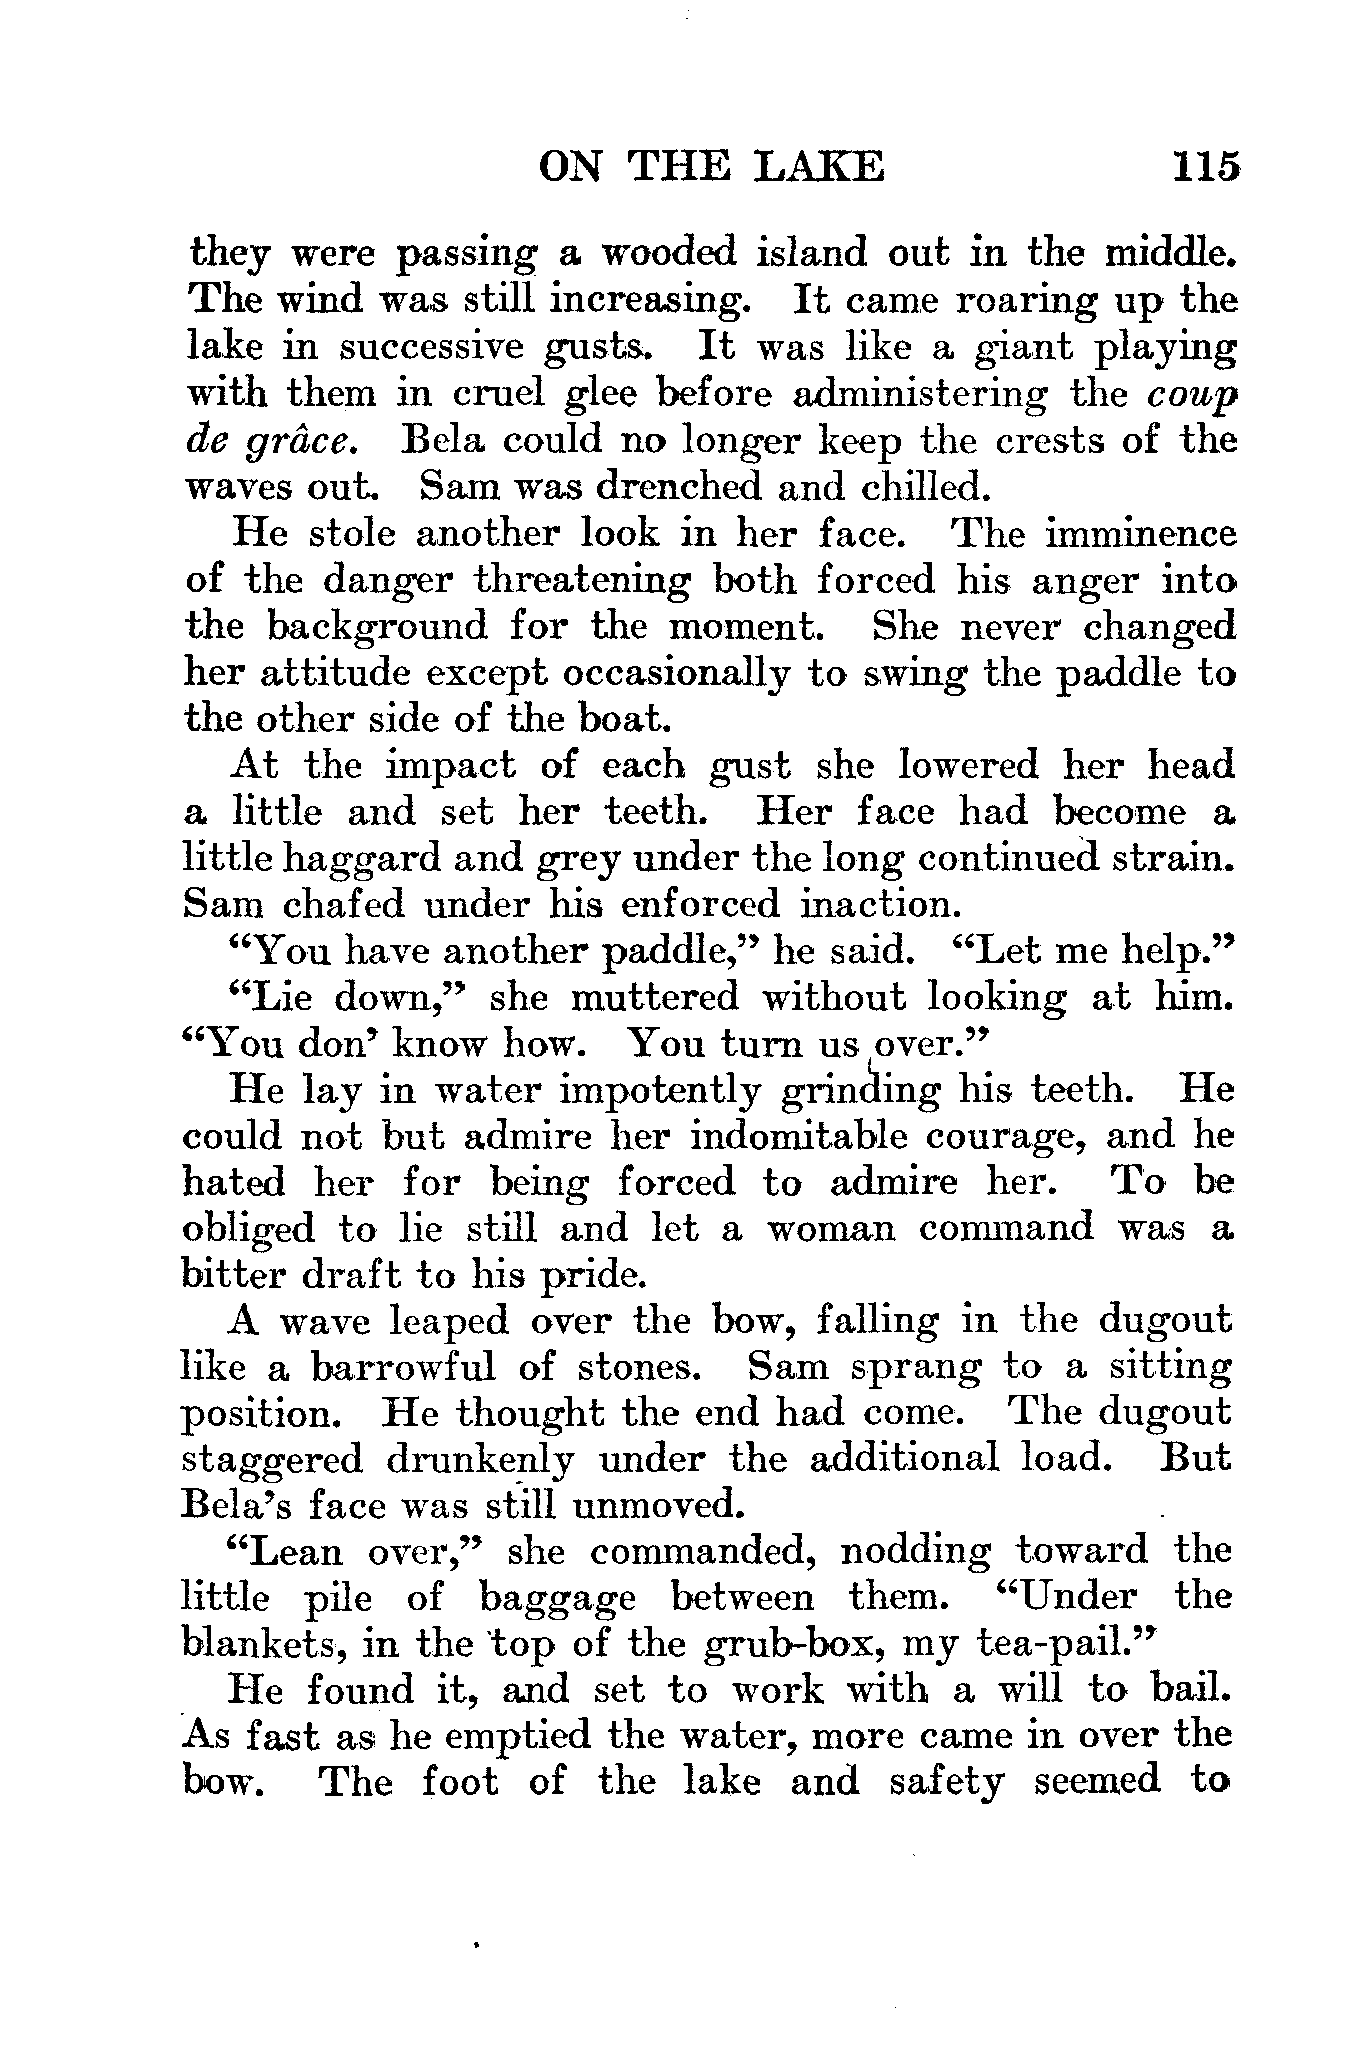 ON THE LAKE 115
they were passing a wooded island out in the middle.
The wind was still increasing. It came roaring up the
lake in successive gusts. It was like a giant playing
with them in cruel glee before administering the coup
de grâce. Bela could no longer keep the crests of the
waves out. Sam was drenched and chilled.
He stole another look in her face. The imminence
of the danger threatening both forced his anger into
the background for the moment. She never changed
her attitude except occasionally to swing the paddle to
the other side of the boat.
At the impact of each gust she lowered her head
a little and set her teeth. Her face had become a
little haggard and grey under the long continued strain.
Sam chafed under his enforced inaction.
“You have another paddle,” he said. “Let me help.”
“Lie down,” she muttered without looking at him.
“You don’ know how. You turn us over.”
He lay in water impotently grinding his teeth. He
could not but admire her indomitable courage, and he
hated her for being forced to admire her. To be
obliged to lie still and let a woman command was a
bitter draft to his pride.
A wave leaped over the bow, falling in the dugout
like a barrowful of stones. Sam sprang to a sitting
position. He thought the end had come. The dugout
staggered drunkenly under the additional load. But
Bela’s face was still unmoved.
“Lean over,” she commanded, nodding toward the
little pile of baggage between them. “Under the
blankets, in the top of the grub-box, my tea-pail.”
He found it, and set to work with a will to bail.
As fast as he emptied the water, more came in over the
bow. The foot of the lake and safety seemed to